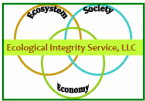 Ecosystem
Society
Ecological Integrity Service, LLC
Economy